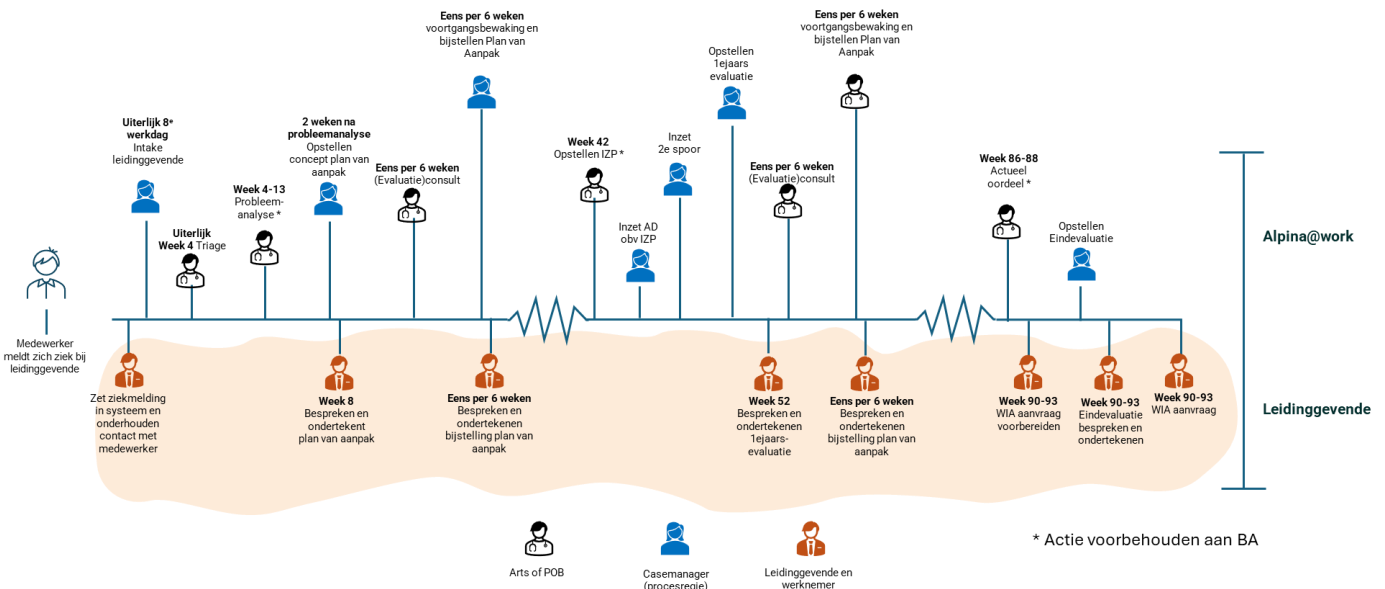 Medewerker
meldt zich ziek bij
leidinggevende
Uiterlijk 8ᵉ
werkdag
Intake
leidinggevende
Uiterlijk
Week 4 Triage
Week 4-13
Probleem-
analyse *
2 weken na
probleemanalyse
Opstellen
concept plan van
aanpak
Eens per 6 weken
(Evaluatie)consult
Eens per 6 weken
voortgangsbewaking en
bijstellen Plan van
Aanpak
Week 42
Opstellen IZP *
Inzet AD
obv IZP
Inzet
2e spoor
Opstellen
1ejaars
evaluatie
Eens per 6 weken
(Evaluatie)consult
Eens per 6 weken
voortgangsbewaking en
bijstellen Plan van
Aanpak
Week 86-88
Actueel
oordeel *
Opstellen
Eindevaluatie
Alpina@work
Zet ziekmelding
in systeem en
onderhouden
contact met
medewerker
Week 8
Bespreken en
ondertekent
plan van aanpak
Eens per 6 weken
Bespreken en
ondertekenen
bijstelling plan van
aanpak
Week 52
Bespreken en
ondertekenen
1ejaars-
evaluatie
Eens per 6 weken
Bespreken en
ondertekenen
bijstelling plan van
aanpak
Week 90-93
WIA aanvraag
voorbereiden
Week 90-93
Eindevaluatie
bespreken en
ondertekenen
Week 90-93
WIA aanvraag
Leidinggevende
* Actie voorbehouden aan BA
Arts of POB
Casemanager
(procesregie)
Leidinggevende en
werknemer